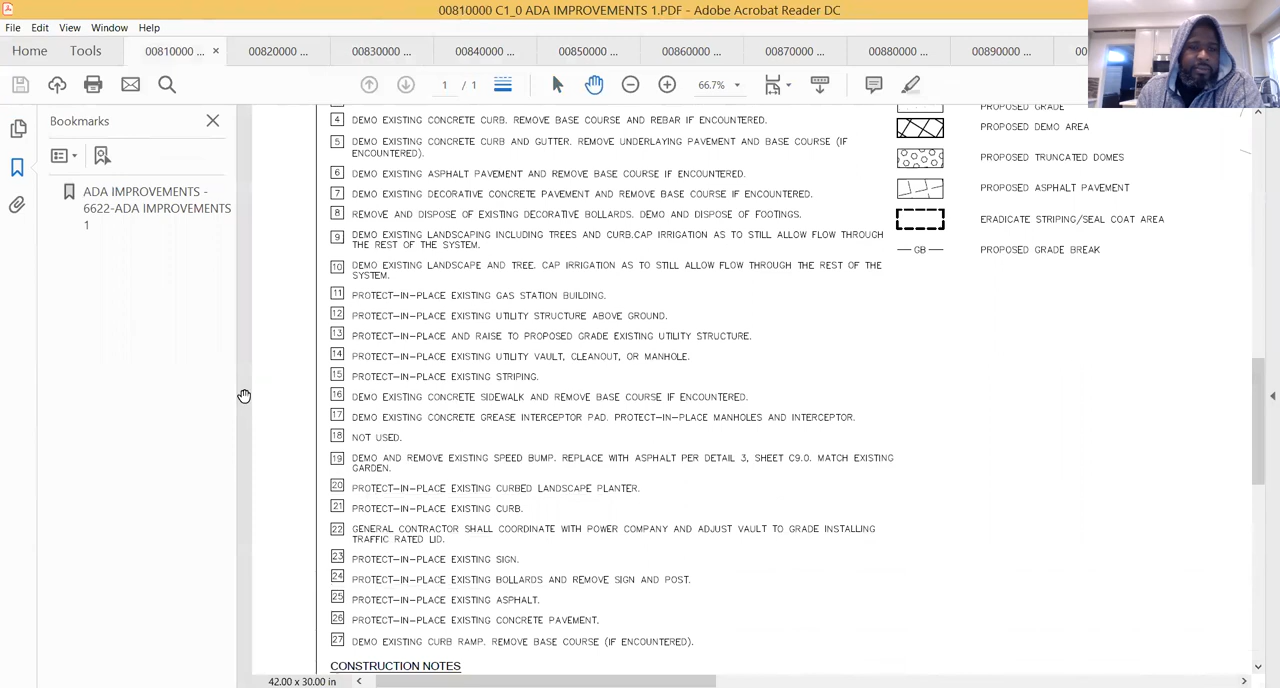 00810000 C1_0 ADA IMPROVEMENTS 1.PDF - Adobe Acrobat Reader DC
File Edit View Window Help
Home Tools 00810000 ... × 00820000 ... 00830000 ... 00840000 ... 00850000 ... 00860000 ... 00870000 ... 00880000 ... 00890000 ... 00
1 / 1 66.7%
Bookmarks
ADA IMPROVEMENTS -
6622-ADA IMPROVEMENTS
1
4 DEMO EXISTING CONCRETE CURB. REMOVE BASE COURSE AND REBAR IF ENCOUNTERED.
5 DEMO EXISTING CONCRETE CURB AND GUTTER. REMOVE UNDERLAYING PAVEMENT AND BASE COURSE (IF
ENCOUNTERED).
6 DEMO EXISTING ASPHALT PAVEMENT AND REMOVE BASE COURSE IF ENCOUNTERED.
7 DEMO EXISTING DECORATIVE CONCRETE PAVEMENT AND REMOVE BASE COURSE IF ENCOUNTERED.
8 REMOVE AND DISPOSE OF EXISTING DECORATIVE BOLLARDS. DEMO AND DISPOSE OF FOOTINGS.
9 DEMO EXISTING LANDSCAPING INCLUDING TREES AND CURB.CAP IRRIGATION AS TO STILL ALLOW FLOW THROUGH
THE REST OF THE SYSTEM.
10 DEMO EXISTING LANDSCAPE AND TREE. CAP IRRIGATION AS TO STILL ALLOW FLOW THROUGH THE REST OF THE
SYSTEM.
11 PROTECT-IN-PLACE EXISTING GAS STATION BUILDING.
12 PROTECT-IN-PLACE EXISTING UTILITY STRUCTURE ABOVE GROUND.
13 PROTECT-IN-PLACE AND RAISE TO PROPOSED GRADE EXISTING UTILITY STRUCTURE.
14 PROTECT-IN-PLACE EXISTING UTILITY VAULT, CLEANOUT, OR MANHOLE.
15 PROTECT-IN-PLACE EXISTING STRIPING.
16 DEMO EXISTING CONCRETE SIDEWALK AND REMOVE BASE COURSE IF ENCOUNTERED.
17 DEMO EXISTING CONCRETE GREASE INTERCEPTOR PAD. PROTECT-IN-PLACE MANHOLES AND INTERCEPTOR.
18 NOT USED.
19 DEMO AND REMOVE EXISTING SPEED BUMP. REPLACE WITH ASPHALT PER DETAIL 3, SHEET C9.0. MATCH EXISTING
GARDEN.
20 PROTECT-IN-PLACE EXISTING CURBED LANDSCAPE PLANTER.
21 PROTECT-IN-PLACE EXISTING CURB.
22 GENERAL CONTRACTOR SHALL COORDINATE WITH POWER COMPANY AND ADJUST VAULT TO GRADE INSTALLING
TRAFFIC RATED LID.
23 PROTECT-IN-PLACE EXISTING SIGN.
24 PROTECT-IN-PLACE EXISTING BOLLARDS AND REMOVE SIGN AND POST.
25 PROTECT-IN-PLACE EXISTING ASPHALT.
26 PROTECT-IN-PLACE EXISTING CONCRETE PAVEMENT.
27 DEMO EXISTING CURB RAMP. REMOVE BASE COURSE (IF ENCOUNTERED).
CONSTRUCTION NOTES
PROPOSED GRADE
PROPOSED DEMO AREA
PROPOSED TRUNCATED DOMES
PROPOSED ASPHALT PAVEMENT
ERADICATE STRIPING/SEAL COAT AREA
GB PROPOSED GRADE BREAK
42.00 x 30.00 in